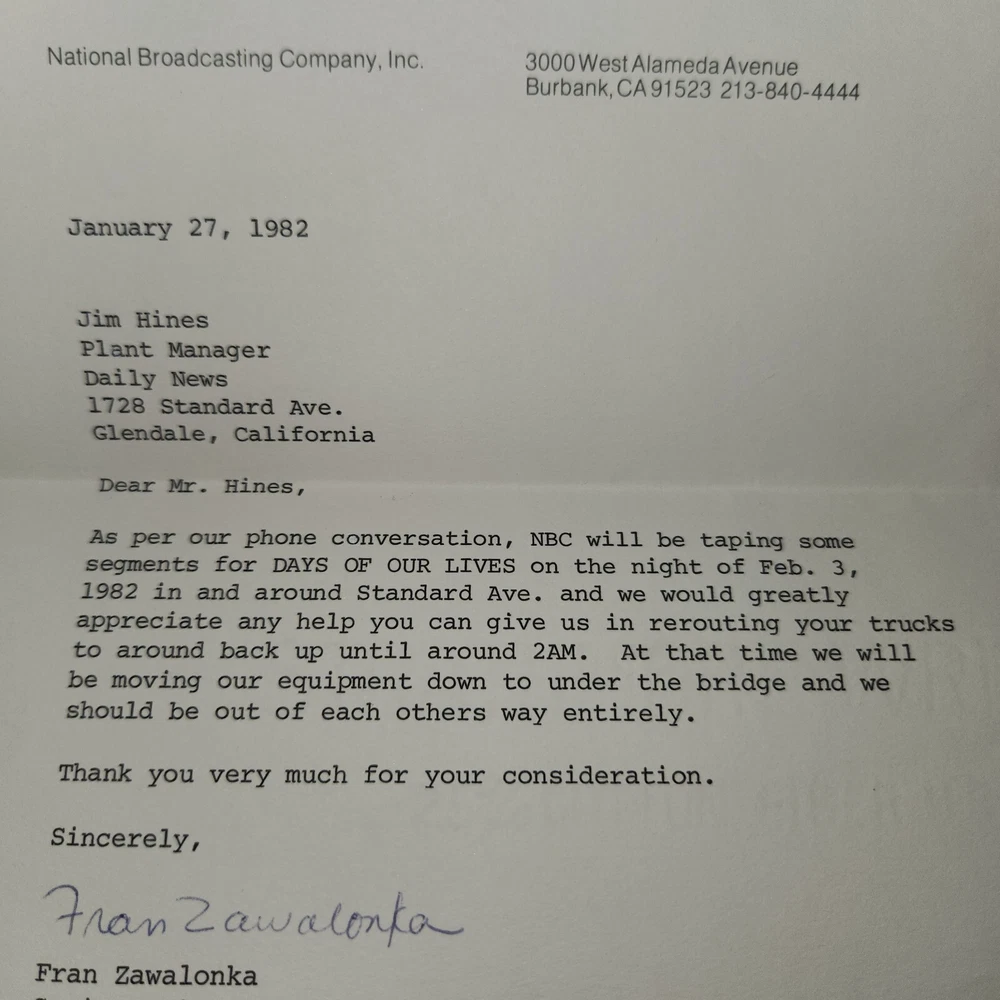 National Broadcasting Company, Inc.
3000 West Alameda Avenue
Burbank, CA 91523 213-840-4444
January 27, 1982
Jim Hines
Plant Manager
Daily News
1728 Standard Ave.
Glendale, California
Dear Mr. Hines,
As per our phone conversation, NBC will be taping some
segments for DAYS OF OUR LIVES on the night of Feb. 3,
1982 in and around Standard Ave. and we would greatly
appreciate any help you can give us in rerouting your trucks
to around back up until around 2AM. At that time we will
be moving our equipment down to under the bridge and we
should be out of each others way entirely.
Thank you very much for your consideration.
Sincerely,
Fran Zawalonka
Fran Zawalonka